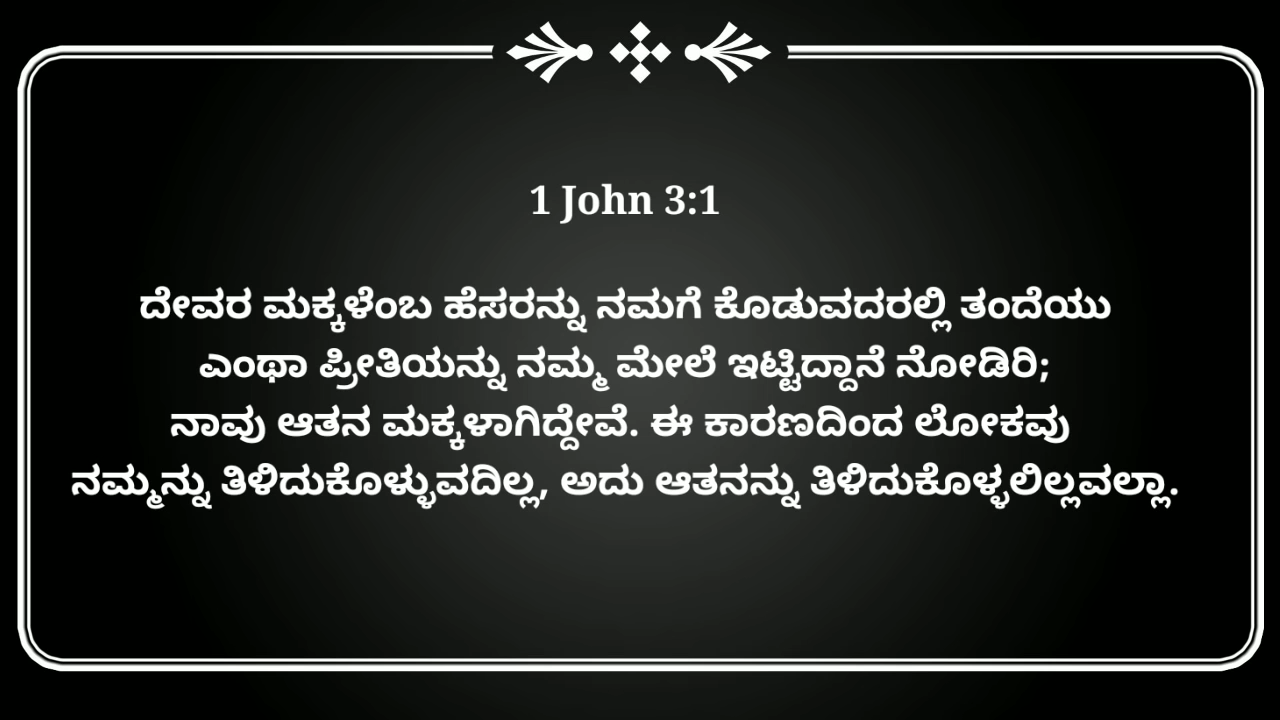 1 John 3:1
ದೇವರ ಮಕ್ಕಳೆಂಬ ಹೆಸರನ್ನು ನಮಗೆ ಕೊಡುವದರಲ್ಲಿ ತಂದೆಯು
ಎಂಥಾ ಪ್ರೀತಿಯನ್ನು ನಮ್ಮ ಮೇಲೆ ಇಟ್ಟಿದ್ದಾನೆ ನೋಡಿರಿ;
ನಾವು ಆತನ ಮಕ್ಕಳಾಗಿದ್ದೇವೆ. ಈ ಕಾರಣದಿಂದ ಲೋಕವು
ನಮ್ಮನ್ನು ತಿಳಿದುಕೊಳ್ಳುವದಿಲ್ಲ, ಅದು ಆತನನ್ನು ತಿಳಿದುಕೊಳ್ಳಲಿಲ್ಲವಲ್ಲಾ.